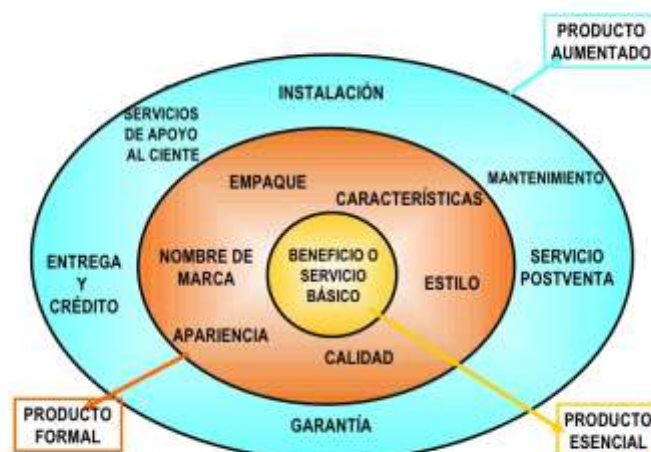 PRODUCTO
AUMENTADO
INSTALACIÓN
SERVICIOS
DE APOYO
AL CIENTE
EMPAQUE
MANTENIMIENTO
CARACTERÍSTICAS
ENTREGA
Y
CRÉDITO
NOMBRE DE
MARCA
BENEFICIO O
SERVICIO
BÁSICO
ESTILO
SERVICIO
POSTVENTA
APARIENCIA
CALIDAD
PRODUCTO
FORMAL
GARANTÍA
PRODUCTO
ESENCIAL